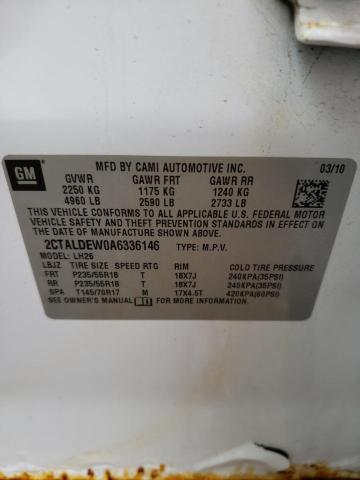 MFD BY CAMI AUTOMOTIVE INC.
GM GVWR GAWR FRT GAWR RR 03/10
2250 KG 1175 KG 1240 KG
4960 LB 2590 LB 2733 LB
THIS VEHICLE CONFORMS TO ALL APPLICABLE U.S. FEDERAL MOTOR
VEHICLE SAFETY AND THEFT PREVENTION STANDARDS IN EFFECT ON
THE DATE OF MANUFACTURE SHOWN ABOVE.
2CTALDEW0A6336146 TYPE: M.P.V.
MODEL: LH26
LBJZ TIRE SIZE SPEED RTG RIM COLD TIRE PRESSURE
FRT P235/55R18 T 18X7J 240KPA(35PSI)
RR P235/55R18 T 18X7J 240KPA(35PSI)
SPA T145/70R17 M 17X4.5T 420KPA(60PSI)
SEE OWNER'S MANUAL FOR MORE INFORMATION.